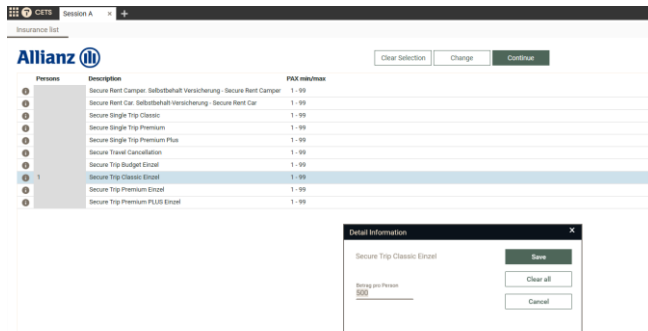 CETS Session A × +
Insurance list
Allianz
Clear Selection Change Continue
Persons Description PAX min/max
Secure Rent Camper. Selbstbehalt Versicherung - Secure Rent Camper 1 - 99
Secure Rent Car. Selbstbehalt-Versicherung - Secure Rent Car 1 - 99
Secure Single Trip Classic 1 - 99
Secure Single Trip Premium 1 - 99
Secure Single Trip Premium Plus 1 - 99
Secure Travel Cancellation 1 - 99
Secure Trip Budget Einzel 1 - 99
1 Secure Trip Classic Einzel 1 - 99
Secure Trip Premium Einzel 1 - 99
Secure Trip Premium PLUS Einzel 1 - 99
Detail Information ×
Secure Trip Classic Einzel Save
Clear all
Betrag pro Person
500
Cancel